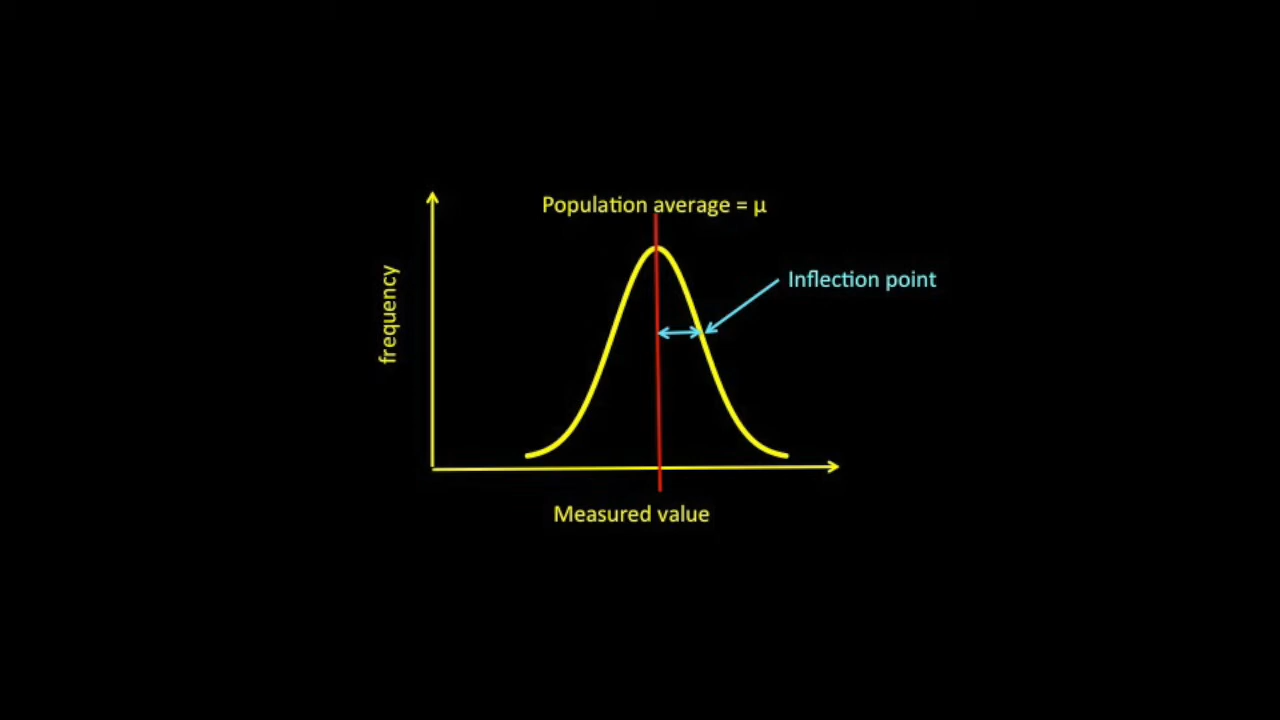 Population average = μ
Inflection point
frequency
Measured value